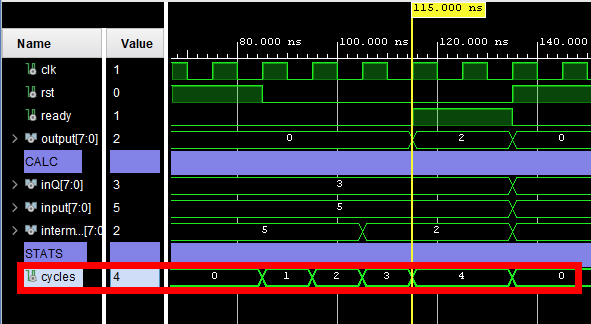 115.000 ns
Name Value
80.000 ns 100.000 ns 120.000 ns 140.000 ns
clk 1
rst 0
ready 1
output[7:0] 2 0 2 0
CALC
inQ[7:0] 3 3
input[7:0] 5 5
interm...[7:0 2 5 2
STATS
cycles 4 0 1 2 3 4 0